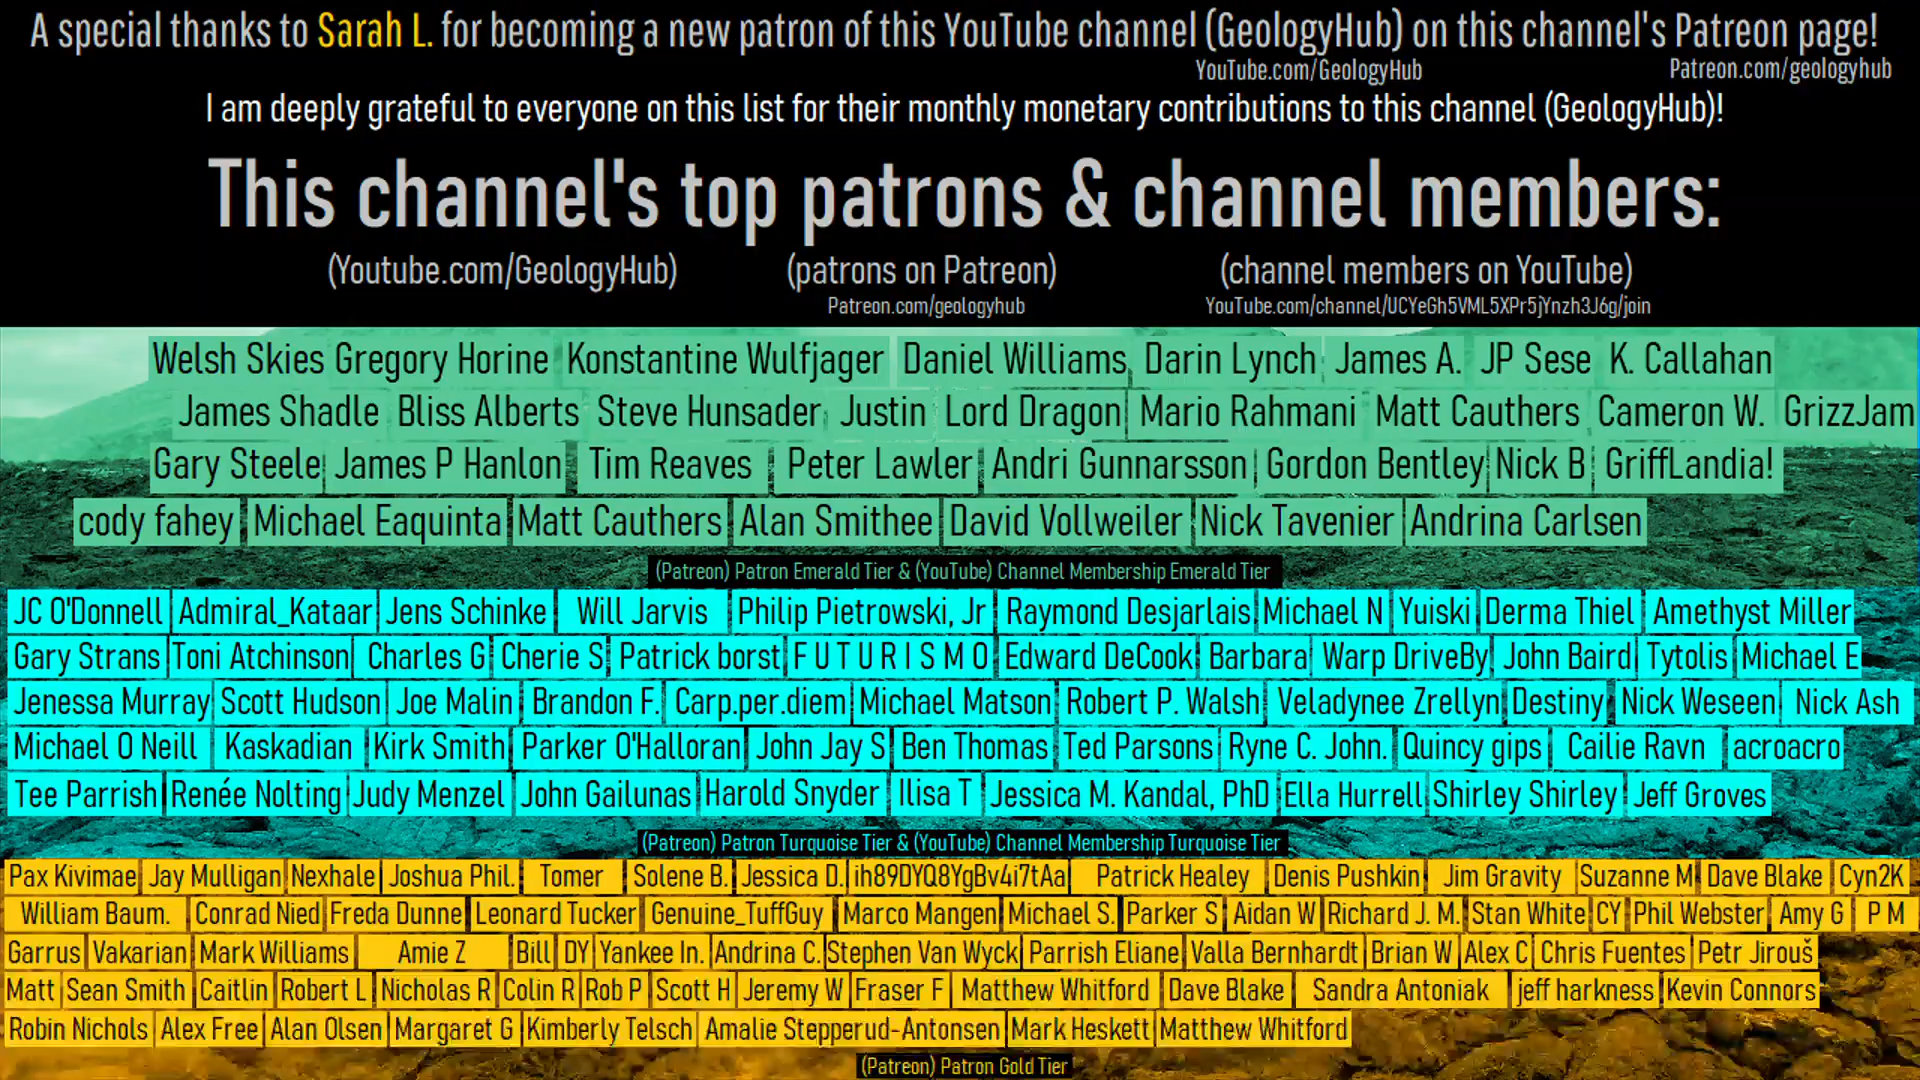 A special thanks to Sarah L. for becoming a new patron of this YouTube channel (GeologyHub) on this channel's Patreon page!
YouTube.com/GeologyHub Patreon.com/geologyhub
I am deeply grateful to everyone on this list for their monthly monetary contributions to this channel (GeologyHub)!
This channel's top patrons & channel members:
(Youtube.com/GeologyHub) (patrons on Patreon) (channel members on YouTube)
Patreon.com/geologyhub YouTube.com/channel/UCYeGh5VML5XPr5jYnzh3J6g/join
Welsh Skies Gregory Horine Konstantine Wulfjager Daniel Williams Darin Lynch James A. JP Sese K. Callahan
James Shadle Bliss Alberts Steve Hunsader Justin Lord Dragon Mario Rahmani Matt Cauthers Cameron W. GrizzJam
Gary Steele James P Hanlon Tim Reaves Peter Lawler Andri Gunnarsson Gordon Bentley Nick B GriffLandia!
cody fahey Michael Eaquinta Matt Cauthers Alan Smithee David Vollweiler Nick Tavenier Andrina Carlsen
(Patreon) Patron Emerald Tier & (YouTube) Channel Membership Emerald Tier
JC O'Donnell Admiral_Kataar Jens Schinke Will Jarvis Philip Pietrowski, Jr Raymond Desjarlais Michael N Yuiski Derma Thiel Amethyst Miller
Gary Strans Toni Atchinson Charles G Cherie S Patrick borst F U T U R I S M O Edward DeCook Barbara Warp DriveBy John Baird Tytolis Michael E
Jenessa Murray Scott Hudson Joe Malin Brandon F. Carp.per.diem Michael Matson Robert P. Walsh Veladynee Zrellyn Destiny Nick Weseen Nick Ash
Michael O Neill Kaskadian Kirk Smith Parker O'Halloran John Jay S Ben Thomas Ted Parsons Ryne C. John. Quincy gips Cailie Ravn acroacro
Tee Parrish Renée Nolting Judy Menzel John Gailunas Harold Snyder Ilisa T Jessica M. Kandal, PhD Ella Hurrell Shirley Shirley Jeff Groves
(Patreon) Patron Turquoise Tier & (YouTube) Channel Membership Turquoise Tier
Pax Kivimae Jay Mulligan Nexhale Joshua Phil. Tomer Solene B. Jessica D. ih89DYQ8YgBv4i7tAa Patrick Healey Denis Pushkin Jim Gravity Suzanne M Dave Blake Cyn2K
William Baum. Conrad Nied Freda Dunne Leonard Tucker Genuine_TuffGuy Marco Mangen Michael S. Parker S Aidan W Richard J. M. Stan White CY Phil Webster Amy G P M
Garrus Vakarian Mark Williams Amie Z Bill DY Yankee In. Andrina C. Stephen Van Wyck Parrish Eliane Valla Bernhardt Brian W Alex C Chris Fuentes Petr Jirouš
Matt Sean Smith Caitlin Robert L Nicholas R Colin R Rob P Scott H Jeremy W Fraser F Matthew Whitford Dave Blake Sandra Antoniak jeff harkness Kevin Connors
Robin Nichols Alex Free Alan Olsen Margaret G Kimberly Telsch Amalie Stepperud-Antonsen Mark Heskett Matthew Whitford
(Patreon) Patron Gold Tier